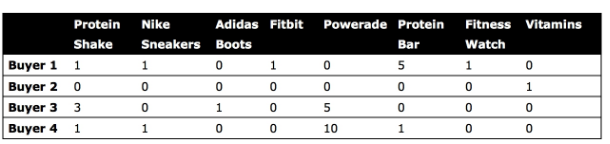 Protein Shake Nike Sneakers Adidas Boots Fitbit Powerade Protein Bar Fitness Watch Vitamins
Buyer 1 1 1 0 1 0 5 1 0
Buyer 2 0 0 0 0 0 0 0 1
Buyer 3 3 0 1 0 5 0 0 0
Buyer 4 1 1 0 0 10 1 0 0